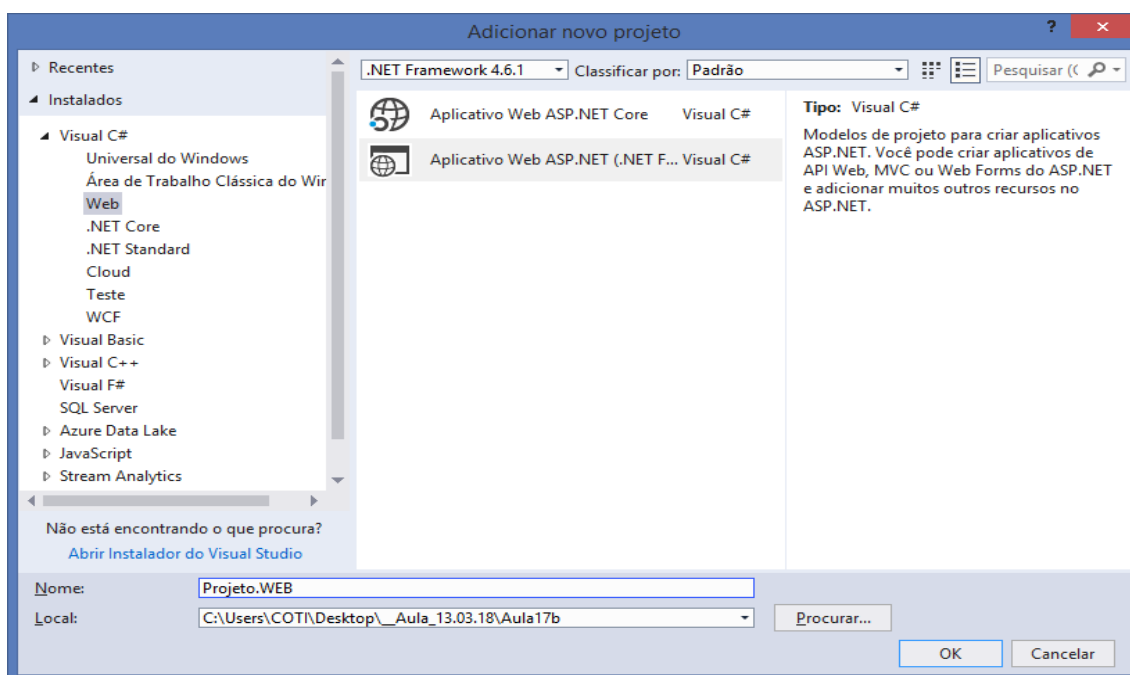 Adicionar novo projeto
?
Recentes
Instalados
Visual C#
Universal do Windows
Área de Trabalho Clássica do Wir
Web
.NET Core
.NET Standard
Cloud
Teste
WCF
Visual Basic
Visual C++
Visual F#
SQL Server
Azure Data Lake
JavaScript
Stream Analytics
Não está encontrando o que procura?
Abrir Instalador do Visual Studio
.NET Framework 4.6.1 Classificar por: Padrão
Pesquisar ((
Aplicativo Web ASP.NET Core Visual C#
Aplicativo Web ASP.NET (.NET F... Visual C#
Tipo: Visual C#
Modelos de projeto para criar aplicativos
ASP.NET. Você pode criar aplicativos de
API Web, MVC ou Web Forms do ASP.NET
e adicionar muitos outros recursos no
ASP.NET.
Nome: Projeto.WEB
Local: C:\Users\COTI\Desktop\__Aula_13.03.18\Aula17b Procurar...
OK Cancelar